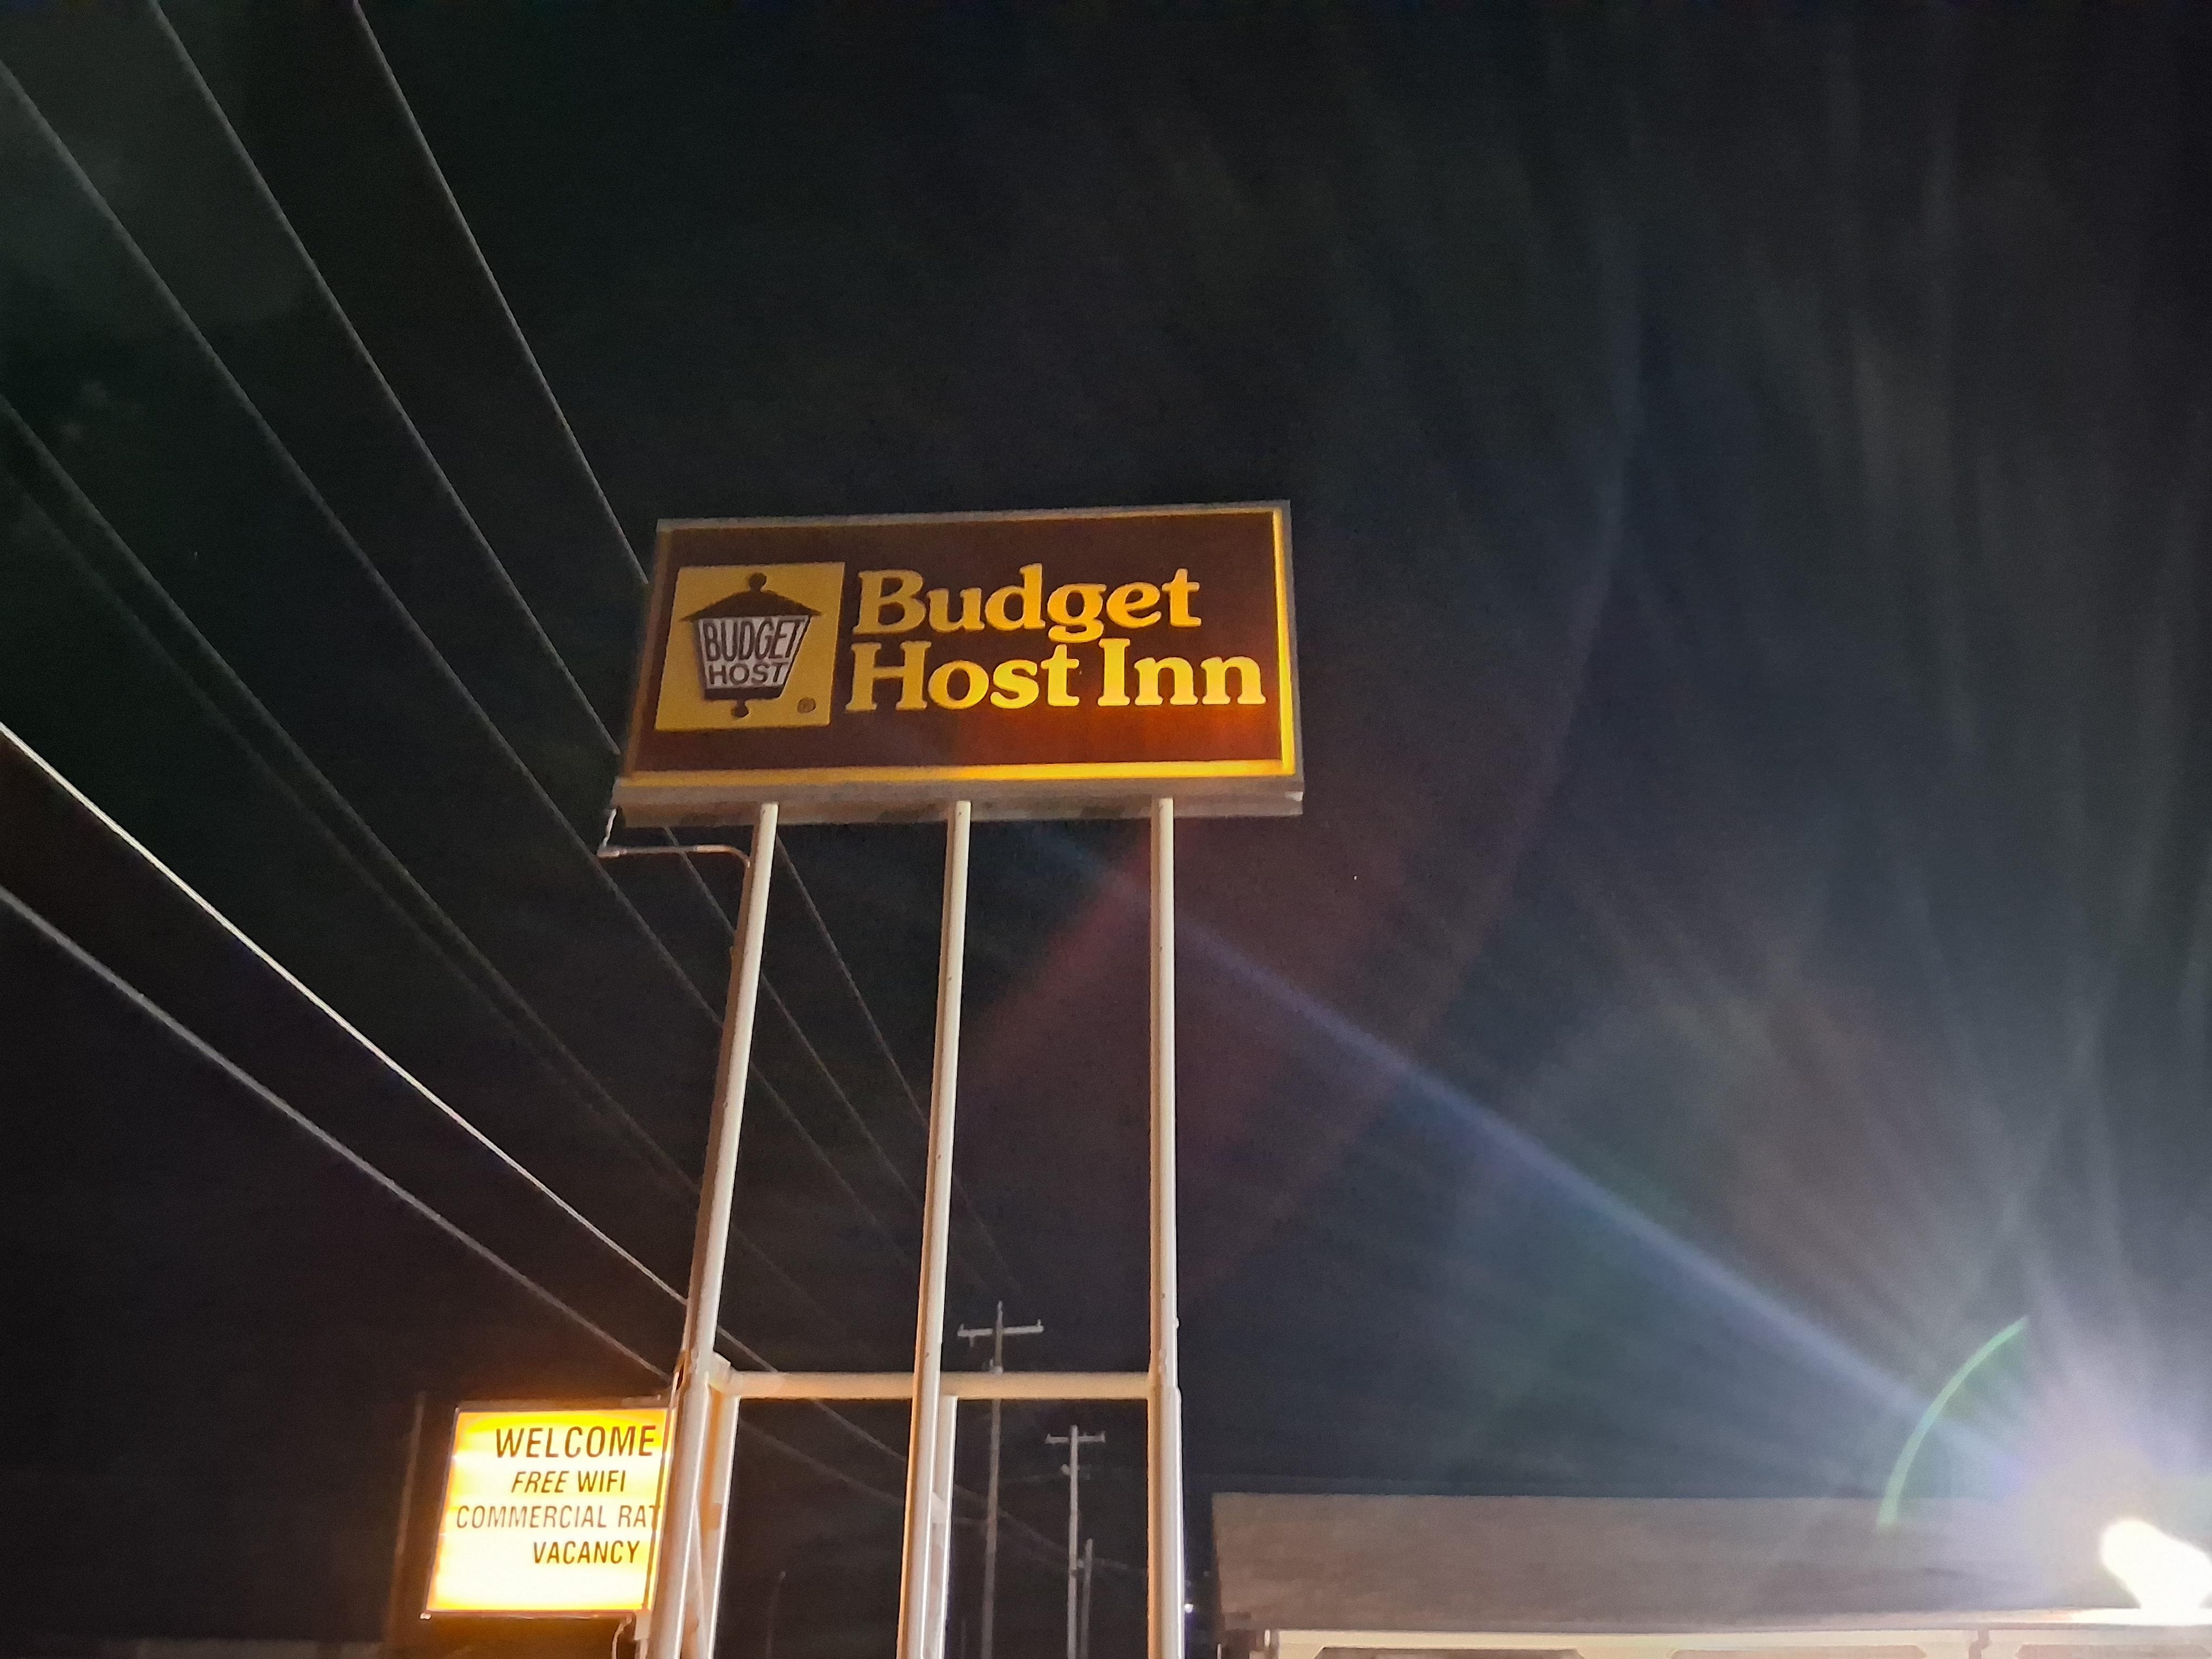 BUDGET
HOST
®
Budget
Host Inn
WELCOME
FREE WIFI
COMMERCIAL RAT
VACANCY